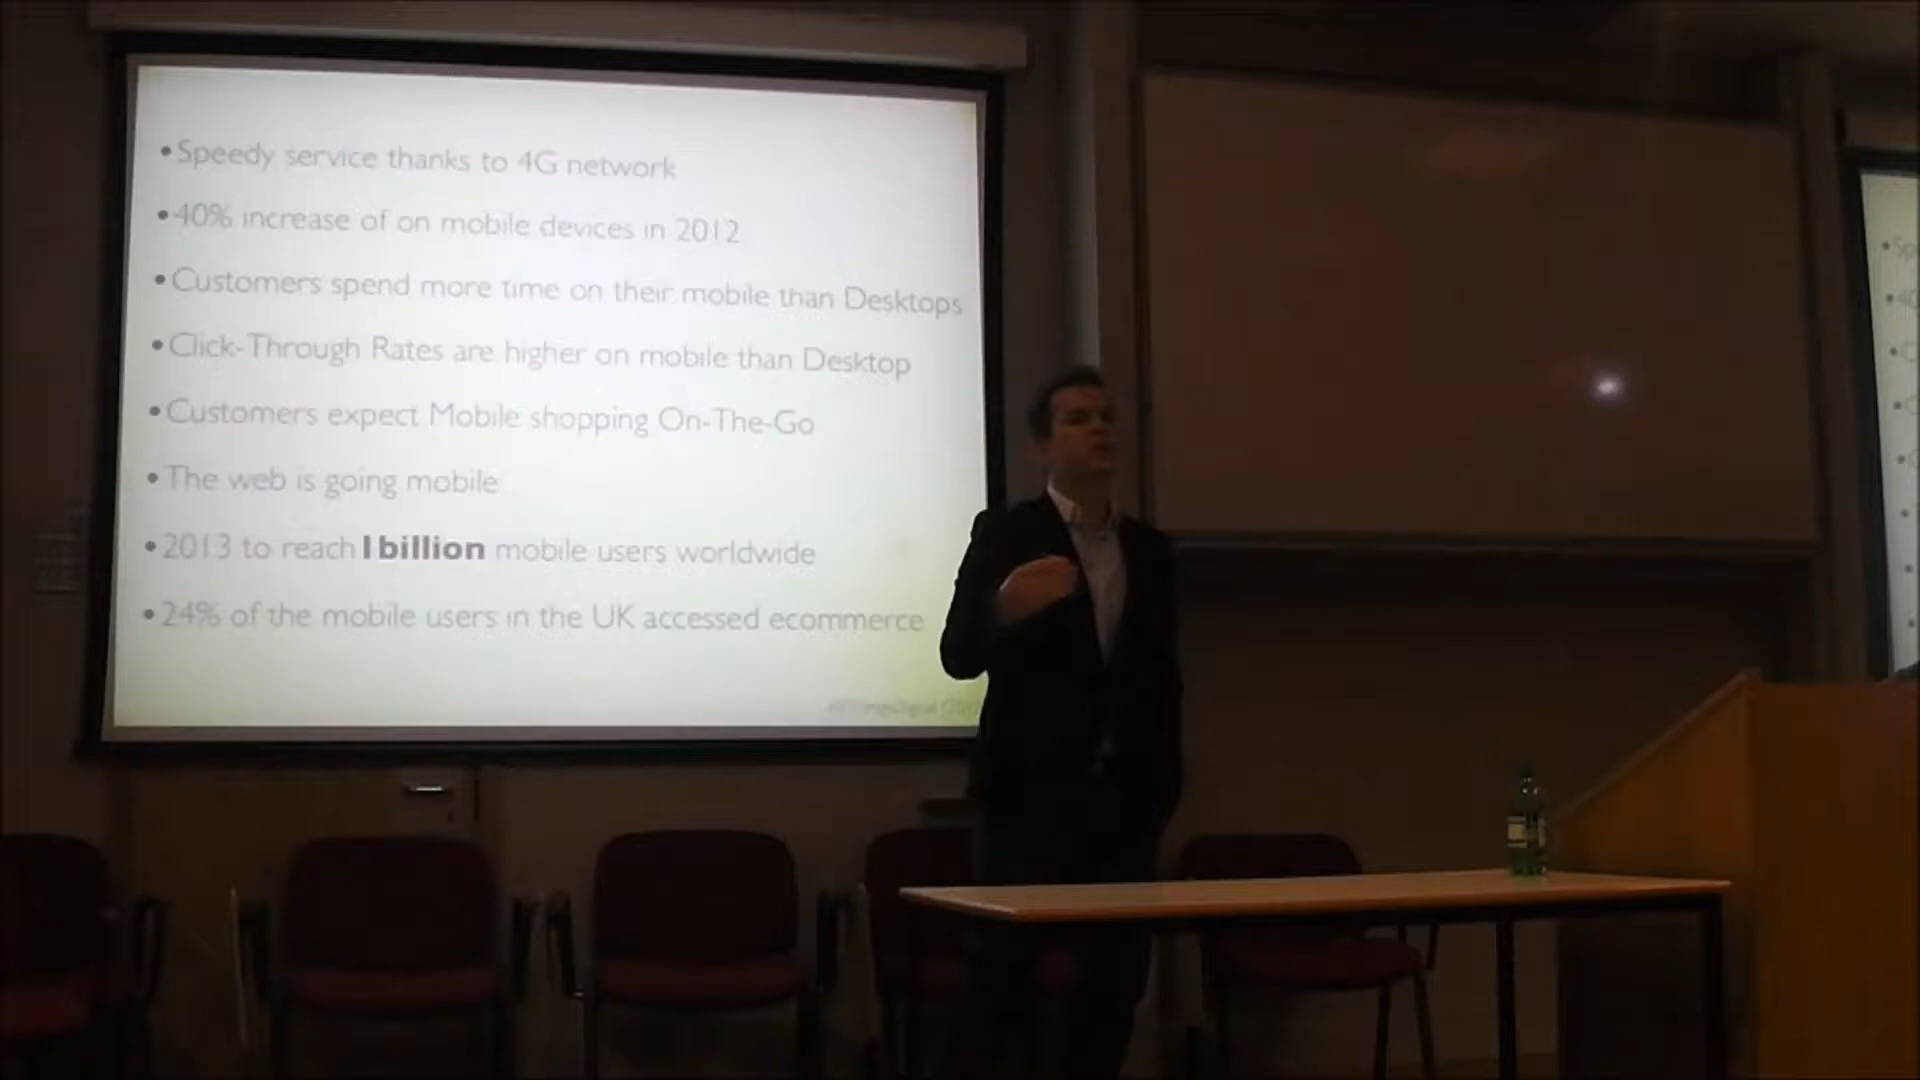 •Speedy service thanks to 4G network
•40% increase of on mobile devices in 2012
•Customers spend more time on their mobile than Desktops
•Click-Through Rates are higher on mobile than Desktop
•Customers expect Mobile shopping On-The-Go
•The web is going mobile
•2013 to reach 1 billion mobile users worldwide
•24% of the mobile users in the UK accessed ecommerce